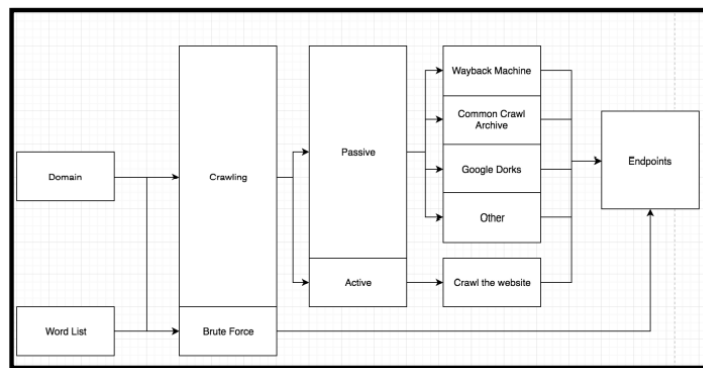 Domain
Word List
Crawling
Brute Force
Passive
Active
Wayback Machine
Common Crawl
Archive
Google Dorks
Other
Crawl the website
Endpoints